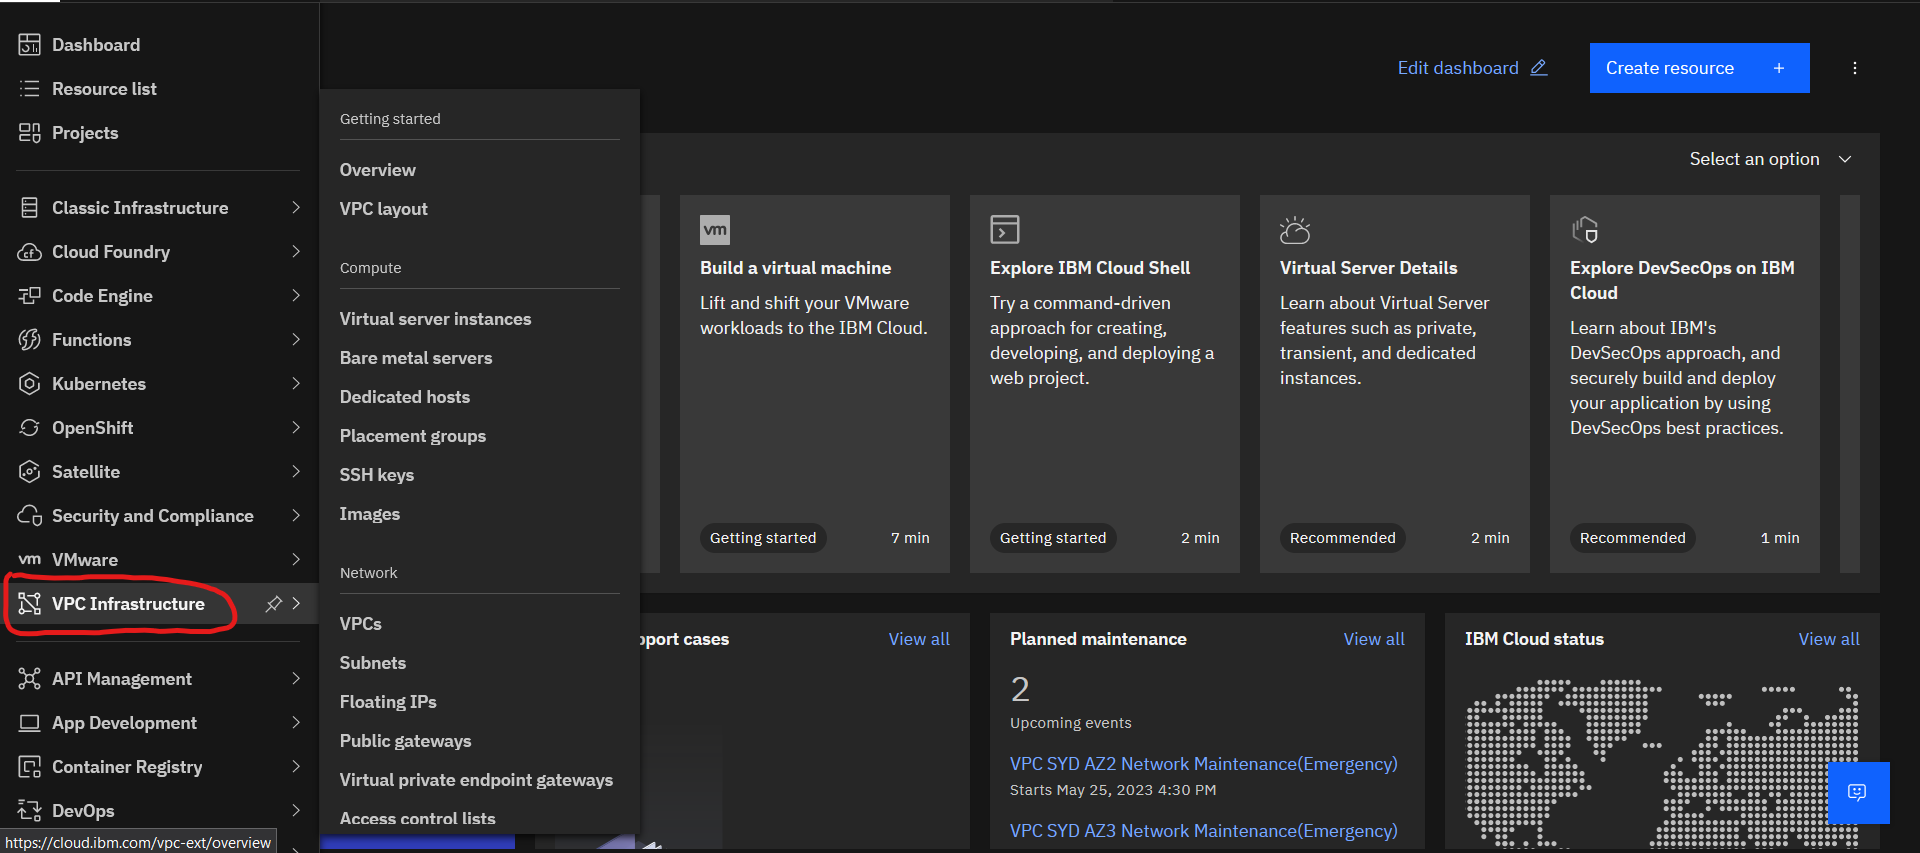 Dashboard
Resource list
Projects
Classic Infrastructure
Cloud Foundry
Code Engine
Functions
Kubernetes
OpenShift
Satellite
Security and Compliance
vm VMware
VPC Infrastructure
API Management
App Development
Container Registry
DevOps
https://cloud.ibm.com/vpc-ext/overview
Getting started
Overview
VPC layout
Compute
Virtual server instances
Bare metal servers
Dedicated hosts
Placement groups
SSH keys
Images
Network
VPCs
Subnets
Floating IPs
Public gateways
Virtual private endpoint gateways
Access control lists
Edit dashboard
Create resource +
Select an option
vm
Build a virtual machine
Lift and shift your VMware
workloads to the IBM Cloud.
Getting started 7 min
Explore IBM Cloud Shell
Try a command-driven
approach for creating,
developing, and deploying a
web project.
Getting started 2 min
Virtual Server Details
Learn about Virtual Server
features such as private,
transient, and dedicated
instances.
Recommended 2 min
Explore DevSecOps on IBM
Cloud
Learn about IBM's
DevSecOps approach, and
securely build and deploy
your application by using
DevSecOps best practices.
Recommended 1 min
pport cases View all
Planned maintenance View all
2
Upcoming events
VPC SYD AZ2 Network Maintenance(Emergency)
Starts May 25, 2023 4:30 PM
VPC SYD AZ3 Network Maintenance(Emergency)
IBM Cloud status View all